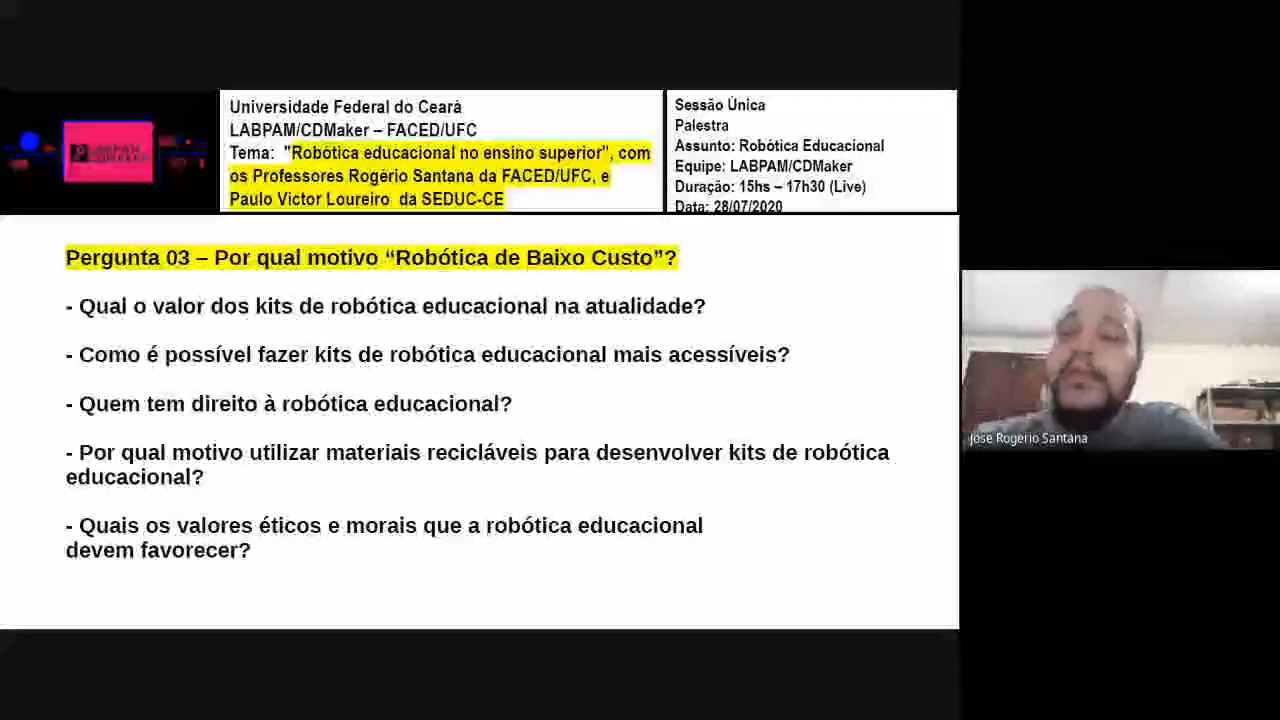 Universidade Federal do Ceará
LABPAM/CDMaker – FACED/UFC
Tema: "Robótica educacional no ensino superior", com
os Professores Rogério Santana da FACED/UFC, e
Paulo Victor Loureiro da SEDUC-CE
Sessão Única
Palestra
Assunto: Robótica Educacional
Equipe: LABPAM/CDMaker
Duração: 15hs – 17h30 (Live)
Data: 28/07/2020
Pergunta 03 – Por qual motivo “Robótica de Baixo Custo”?
- Qual o valor dos kits de robótica educacional na atualidade?
- Como é possível fazer kits de robótica educacional mais acessíveis?
- Quem tem direito à robótica educacional?
- Por qual motivo utilizar materiais recicláveis para desenvolver kits de robótica
educacional?
- Quais os valores éticos e morais que a robótica educacional
devem favorecer?
Jose Rogerio Santana